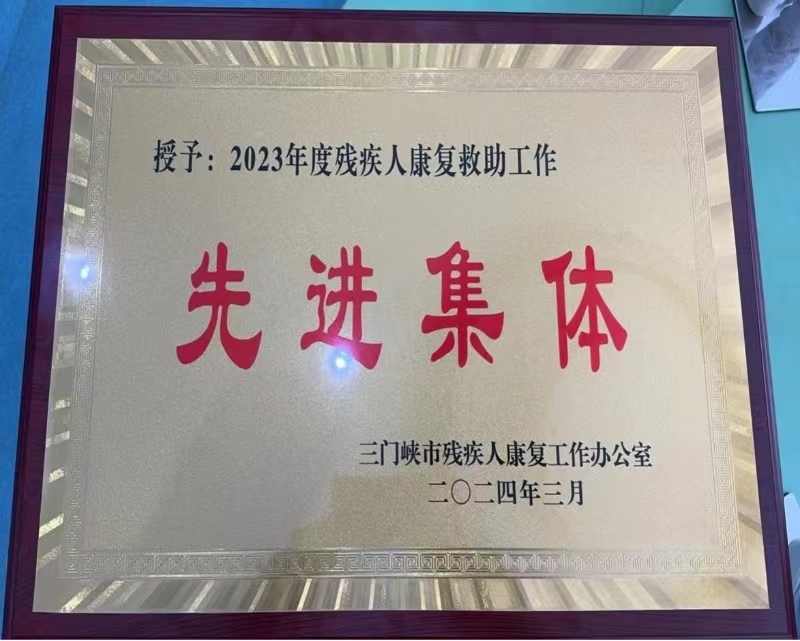 授予：2023年度残疾人康复救助工作
先进集体
三门峡市残疾人康复工作办公室
二〇二四年三月